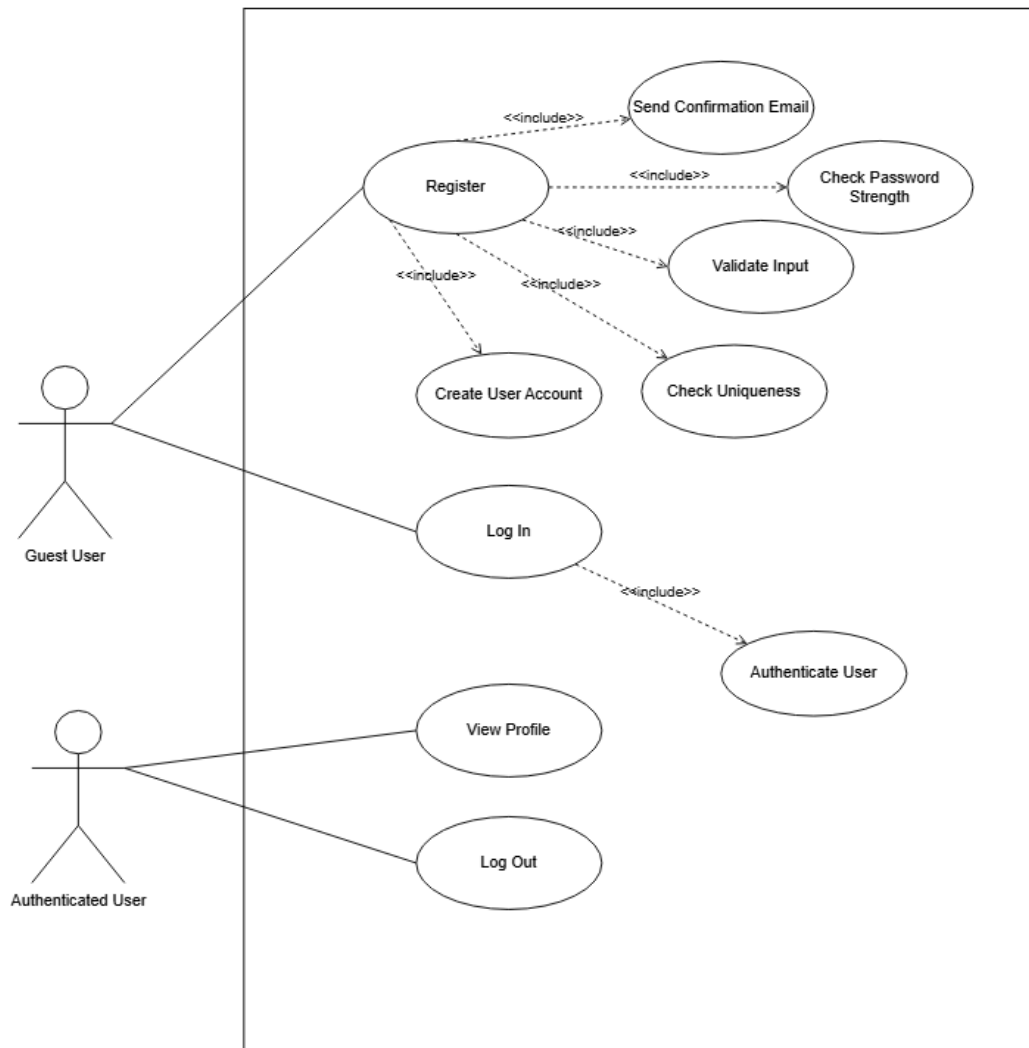 Send Confirmation Email
<<include>>
Register
<<include>>
Check Password
Strength
<<include>>
Validate Input
<<include>>
<<include>>
Create User Account
Check Uniqueness
Log In
Guest User
<<include>>
Authenticate User
View Profile
Log Out
Authenticated User